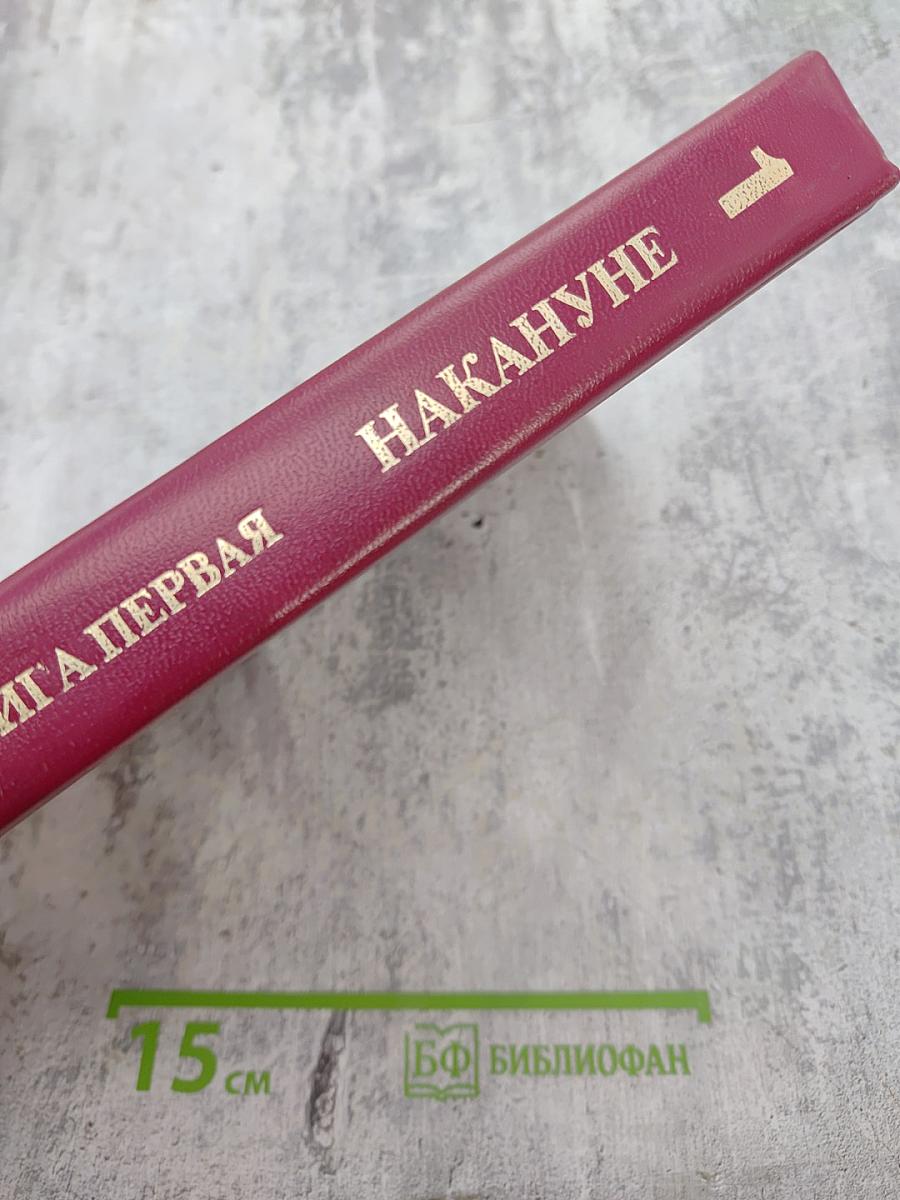 ИГА ПЕРВАЯ
НАКАНУНЕ
1
15 см
БФ БИБЛИОФАН